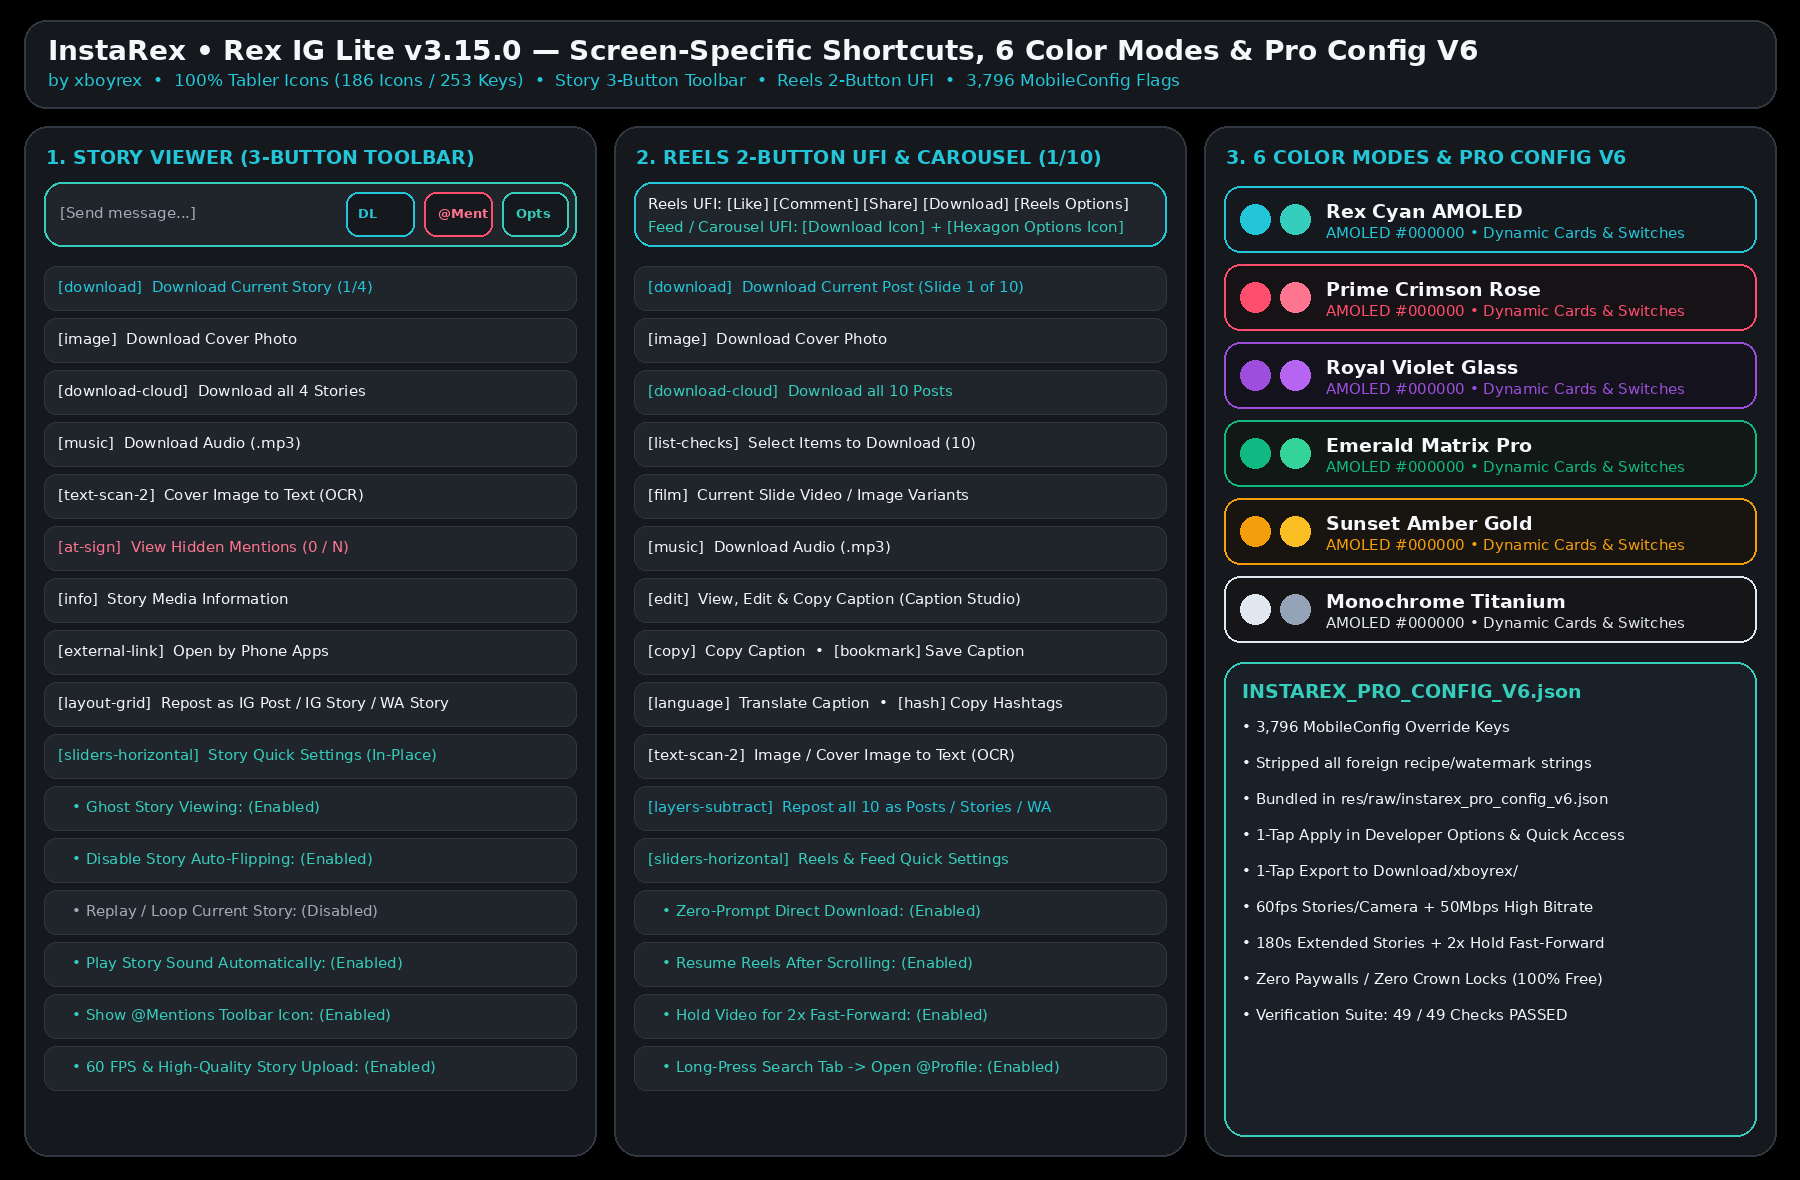 InstaRex • Rex IG Lite v3.15.0 — Screen-Specific Shortcuts, 6 Color Modes & Pro Config V6
by xboyrex • 100% Tabler Icons (186 Icons / 253 Keys) • Story 3-Button Toolbar • Reels 2-Button UFI • 3,796 MobileConfig Flags
1. STORY VIEWER (3-BUTTON TOOLBAR)
[Send message...]
DL
@Ment
Opts
[download] Download Current Story (1/4)
[image] Download Cover Photo
[download-cloud] Download all 4 Stories
[music] Download Audio (.mp3)
[text-scan-2] Cover Image to Text (OCR)
[at-sign] View Hidden Mentions (0 / N)
[info] Story Media Information
[external-link] Open by Phone Apps
[layout-grid] Repost as IG Post / IG Story / WA Story
[sliders-horizontal] Story Quick Settings (In-Place)
• Ghost Story Viewing: (Enabled)
• Disable Story Auto-Flipping: (Enabled)
• Replay / Loop Current Story: (Disabled)
• Play Story Sound Automatically: (Enabled)
• Show @Mentions Toolbar Icon: (Enabled)
• 60 FPS & High-Quality Story Upload: (Enabled)
2. REELS 2-BUTTON UFI & CAROUSEL (1/10)
Reels UFI: [Like] [Comment] [Share] [Download] [Reels Options]
Feed / Carousel UFI: [Download Icon] + [Hexagon Options Icon]
[download] Download Current Post (Slide 1 of 10)
[image] Download Cover Photo
[download-cloud] Download all 10 Posts
[list-checks] Select Items to Download (10)
[film] Current Slide Video / Image Variants
[music] Download Audio (.mp3)
[edit] View, Edit & Copy Caption (Caption Studio)
[copy] Copy Caption • [bookmark] Save Caption
[language] Translate Caption • [hash] Copy Hashtags
[text-scan-2] Image / Cover Image to Text (OCR)
[layers-subtract] Repost all 10 as Posts / Stories / WA
[sliders-horizontal] Reels & Feed Quick Settings
• Zero-Prompt Direct Download: (Enabled)
• Resume Reels After Scrolling: (Enabled)
• Hold Video for 2x Fast-Forward: (Enabled)
• Long-Press Search Tab -> Open @Profile: (Enabled)
3. 6 COLOR MODES & PRO CONFIG V6
Rex Cyan AMOLED
AMOLED #000000 • Dynamic Cards & Switches
Prime Crimson Rose
AMOLED #000000 • Dynamic Cards & Switches
Royal Violet Glass
AMOLED #000000 • Dynamic Cards & Switches
Emerald Matrix Pro
AMOLED #000000 • Dynamic Cards & Switches
Sunset Amber Gold
AMOLED #000000 • Dynamic Cards & Switches
Monochrome Titanium
AMOLED #000000 • Dynamic Cards & Switches
INSTAREX_PRO_CONFIG_V6.json
• 3,796 MobileConfig Override Keys
• Stripped all foreign recipe/watermark strings
• Bundled in res/raw/instarex_pro_config_v6.json
• 1-Tap Apply in Developer Options & Quick Access
• 1-Tap Export to Download/xboyrex/
• 60fps Stories/Camera + 50Mbps High Bitrate
• 180s Extended Stories + 2x Hold Fast-Forward
• Zero Paywalls / Zero Crown Locks (100% Free)
• Verification Suite: 49 / 49 Checks PASSED